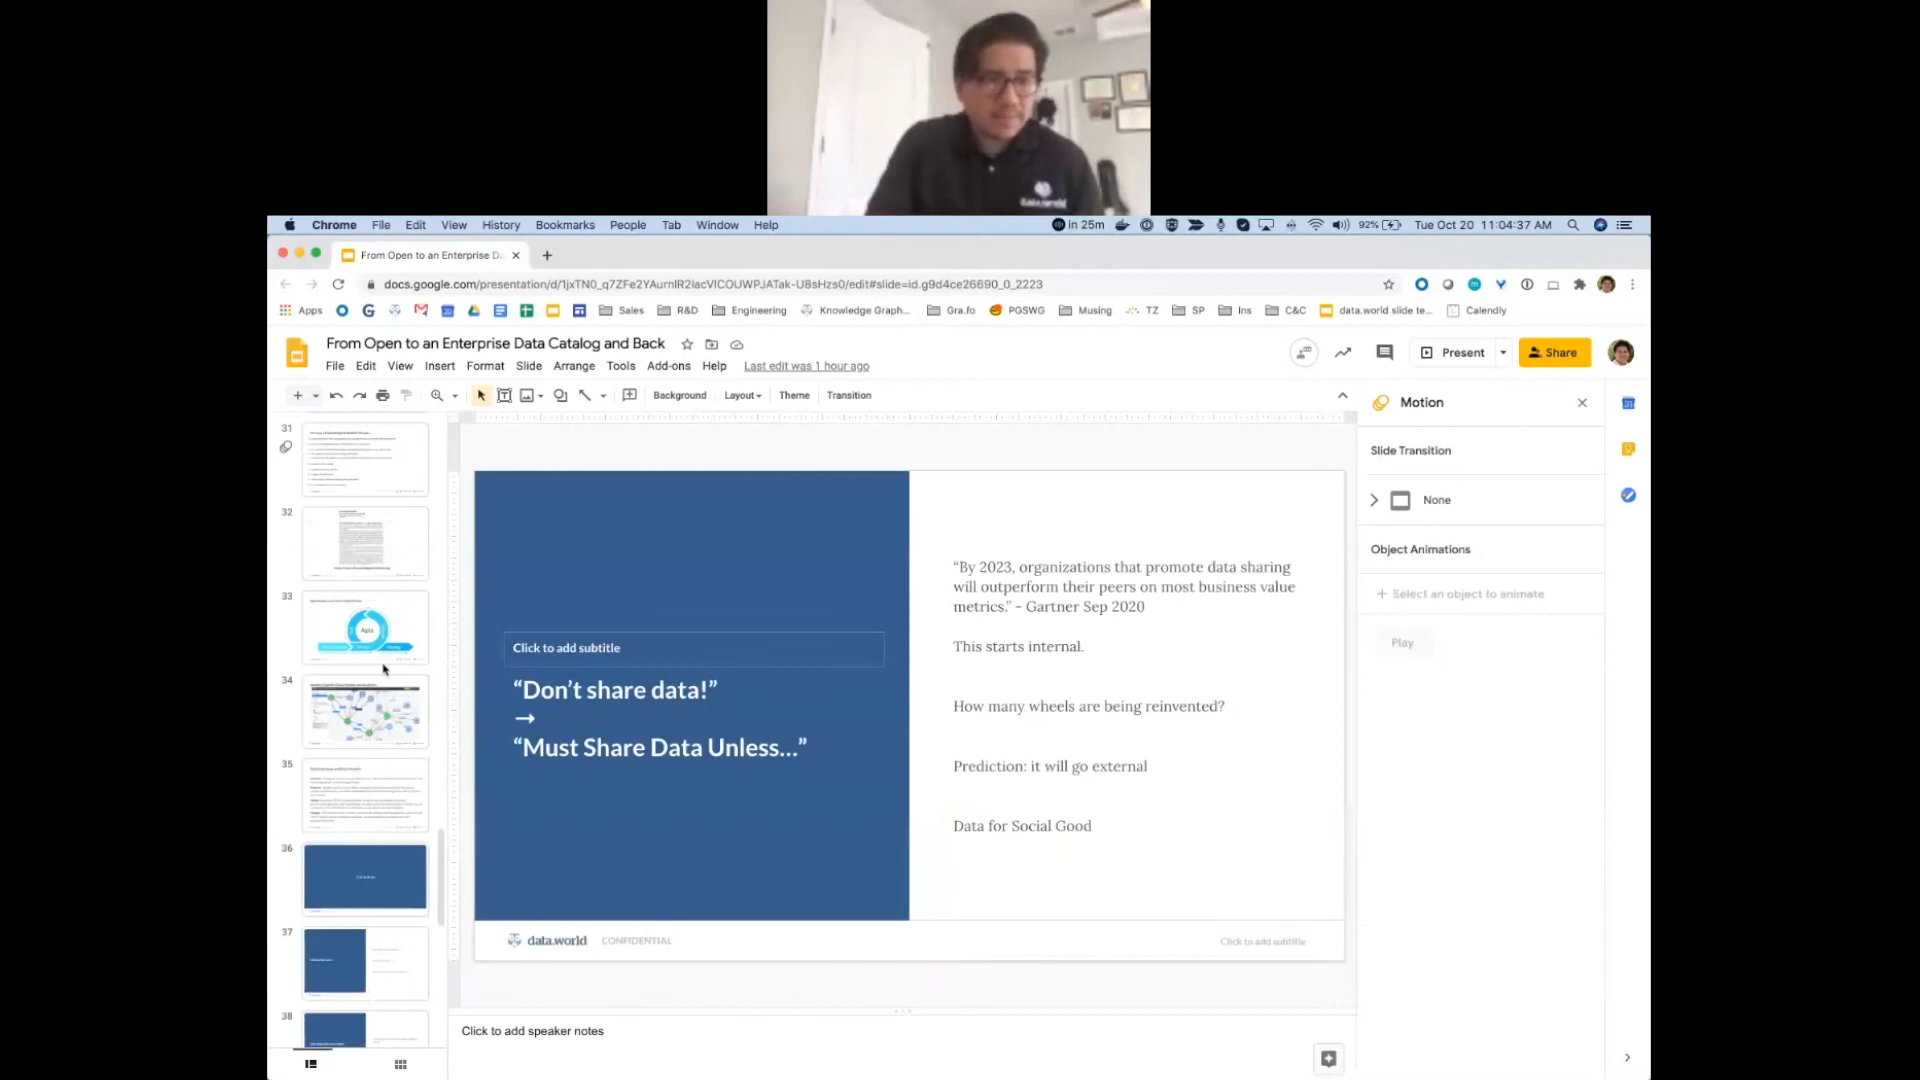 Chrome File Edit View History Bookmarks People Tab Window Help
in 25m
92%
Tue Oct 20 11:04:37 AM
From Open to an Enterprise Da
docs.google.com/presentation/d/1jxTN0_q7ZFe2YAurnIR2IacVICOUWPJATak-U8sHzs0/edit#slide=id.g9d4ce26690_0_2223
Apps
Sales
R&D
Engineering
Knowledge Graph...
Gra.fo
PGSWG
Musing
TZ
SP
Ins
C&C
data.world slide te...
Calendly
From Open to an Enterprise Data Catalog and Back
Present
Share
File Edit View Insert Format Slide Arrange Tools Add-ons Help Last edit was 1 hour ago
Background Layout Theme Transition
Motion
Slide Transition
None
Object Animations
+ Select an object to animate
Play
31
32
33
Agile
34
35
36
37
38
Click to add subtitle
“Don’t share data!”
→
“Must Share Data Unless...”
“By 2023, organizations that promote data sharing
will outperform their peers on most business value
metrics.” - Gartner Sep 2020
This starts internal.
How many wheels are being reinvented?
Prediction: it will go external
Data for Social Good
data.world CONFIDENTIAL
Click to add subtitle
Click to add speaker notes